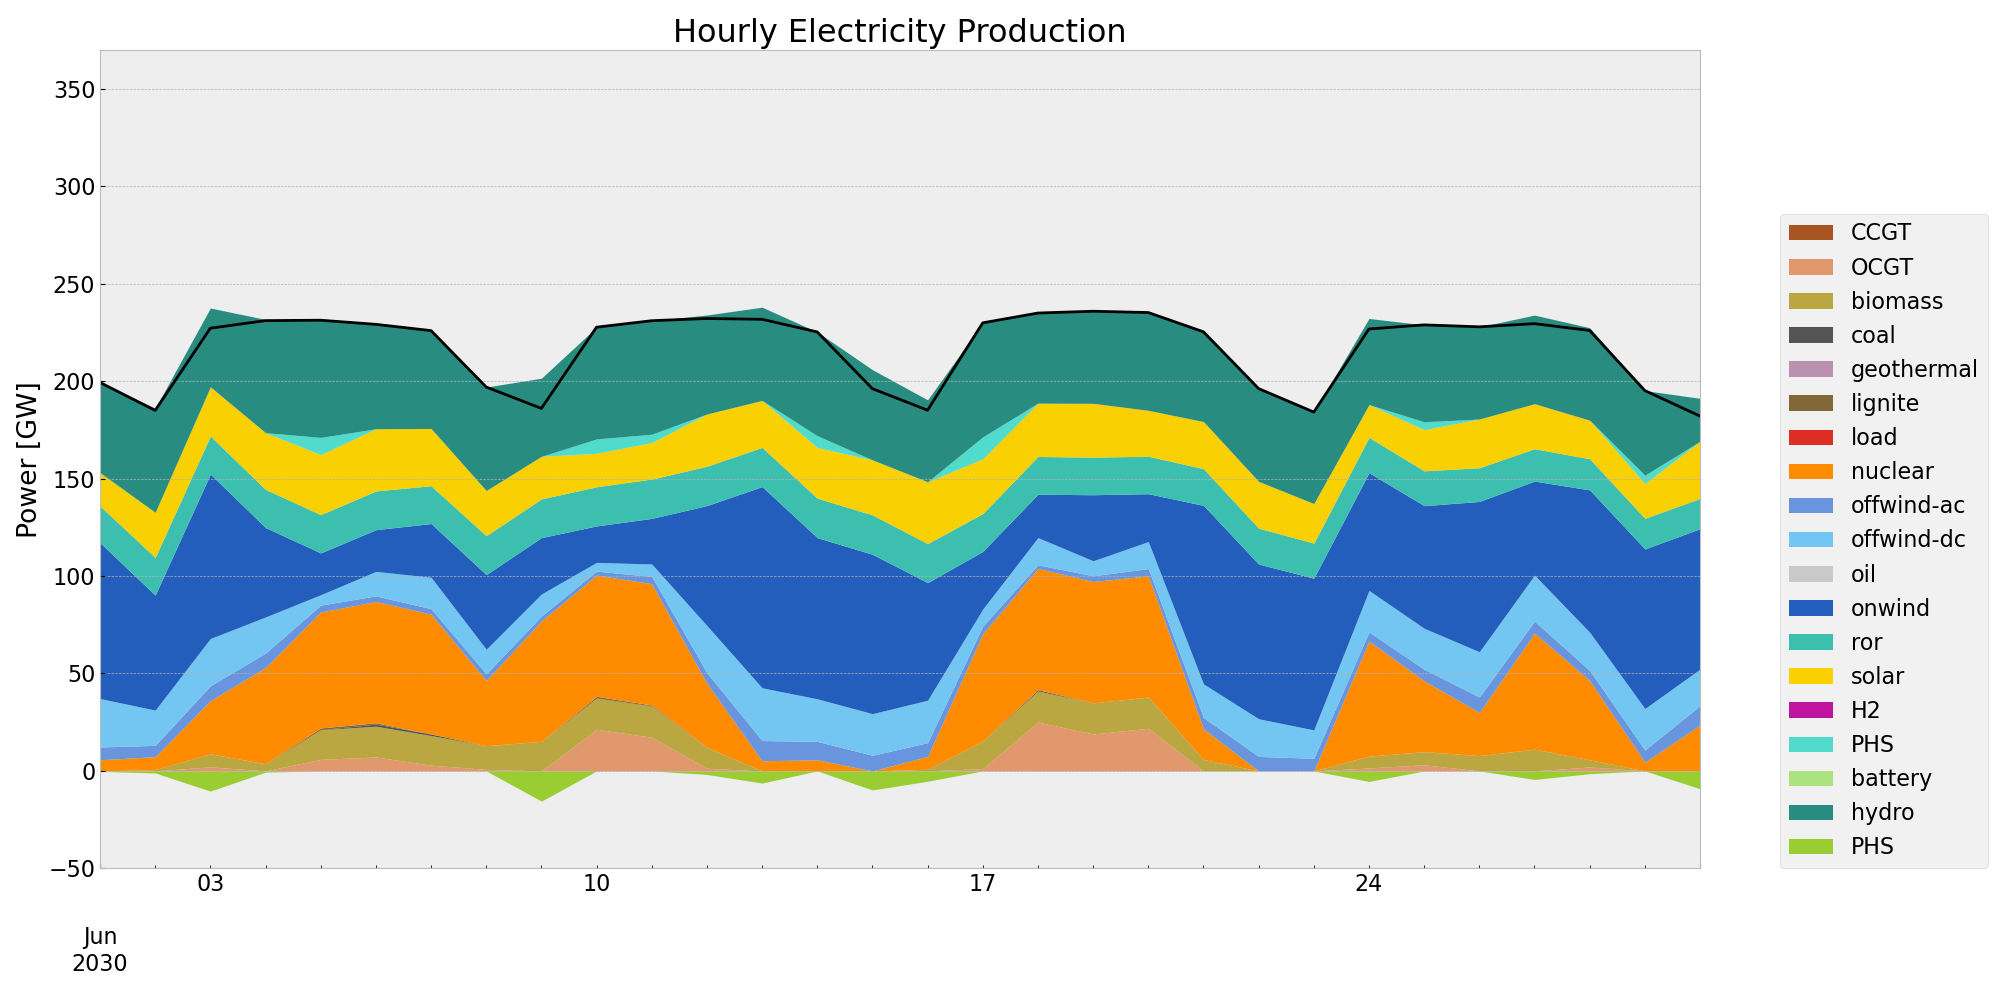 Hourly Electricity Production
Power [GW]
350
300
250
200
150
100
50
0
−50
03
10
17
24
Jun
2030
CCGT
OCGT
biomass
coal
geothermal
lignite
load
nuclear
offwind-ac
offwind-dc
oil
onwind
ror
solar
H2
PHS
battery
hydro
PHS